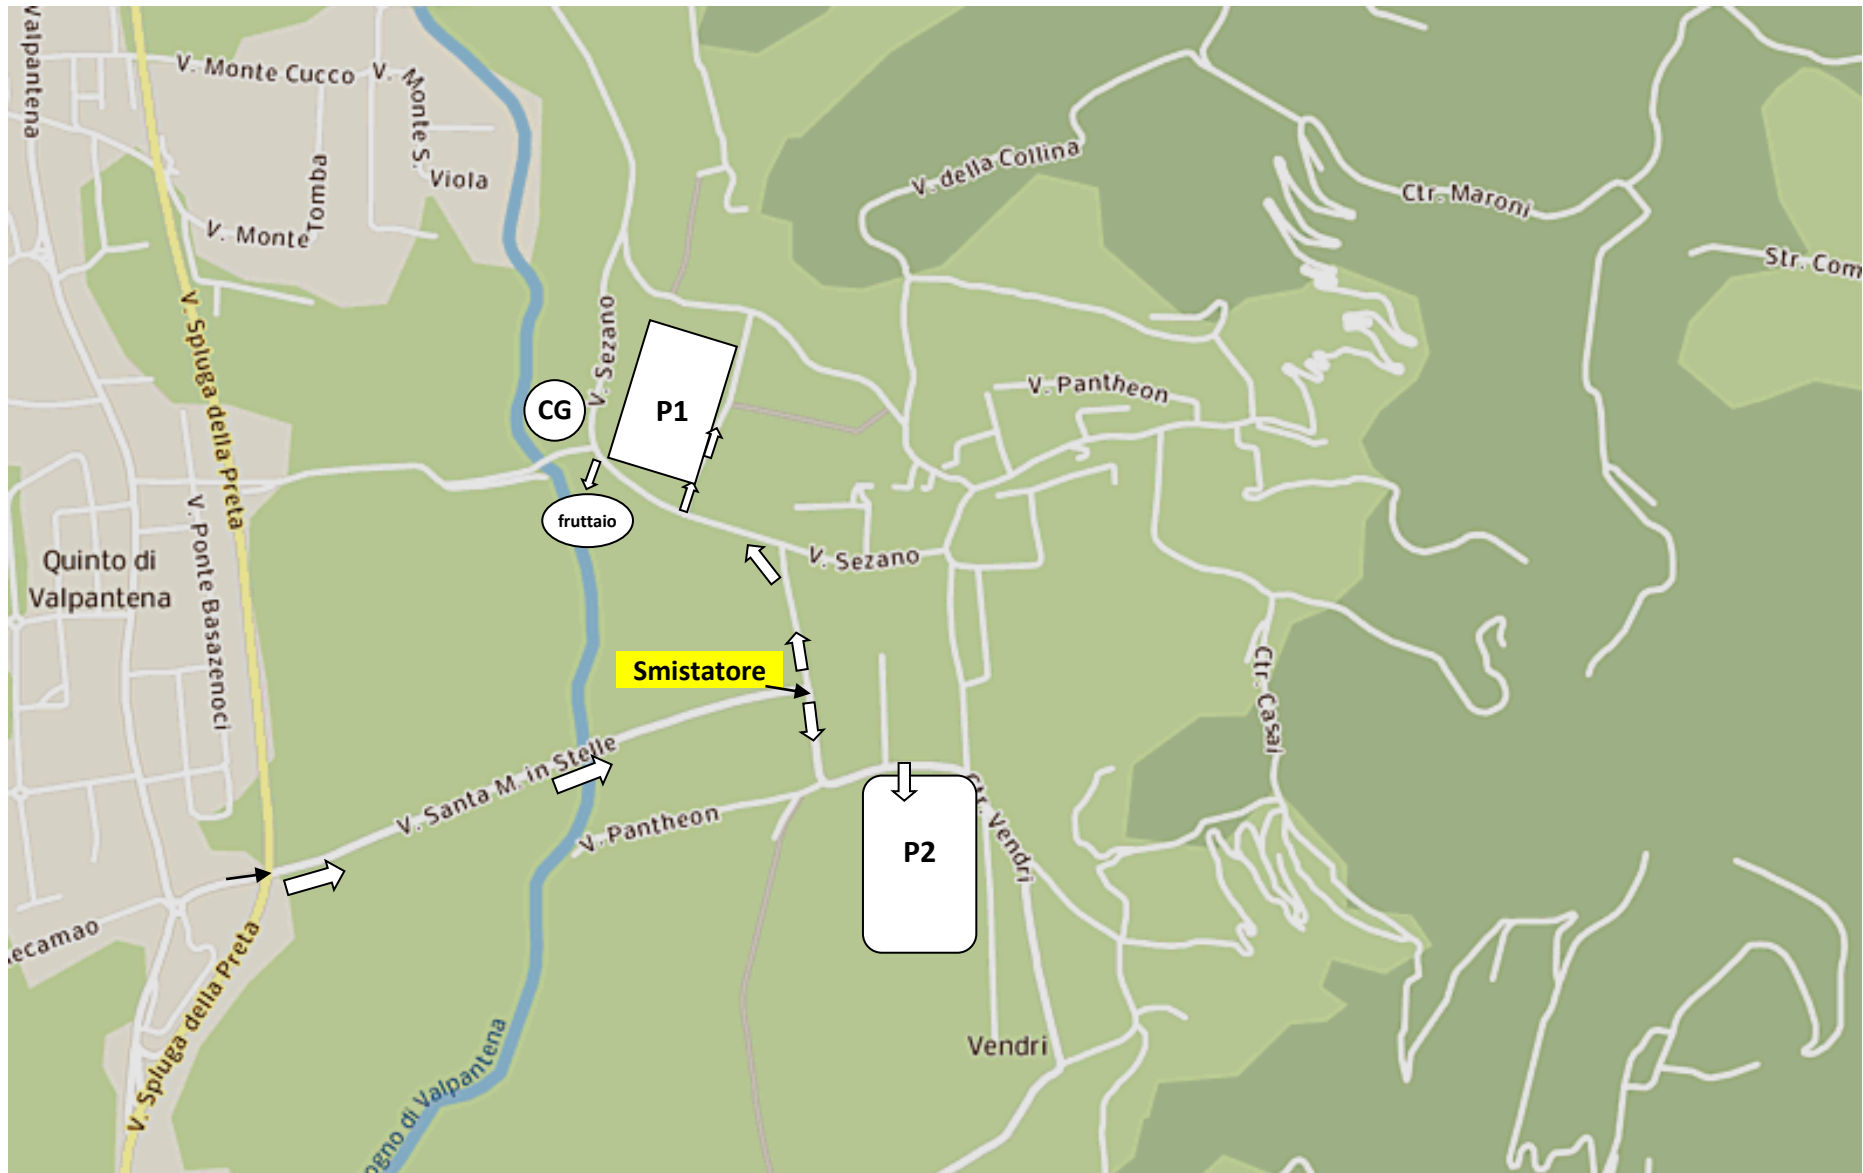 Valpantena
V. Monte Cucco
V. Monte S.
Viola
Tomba
V. Monte
V. della Collina
Ctr. Maroni
Str. Com
V. Spluga della Preta
V. Sezano
CG
P1
V. Pantheon
fruttaio
V. Ponte Basazenoci
Quinto di
Valpantena
V. Sezano
Smistatore
Ctr. Casal
V. Santa M. in Stelle
V. Pantheon
Ctr. Vendri
P2
ecamao
V. Spluga della Preta
Vendri
ogno di Valpantena